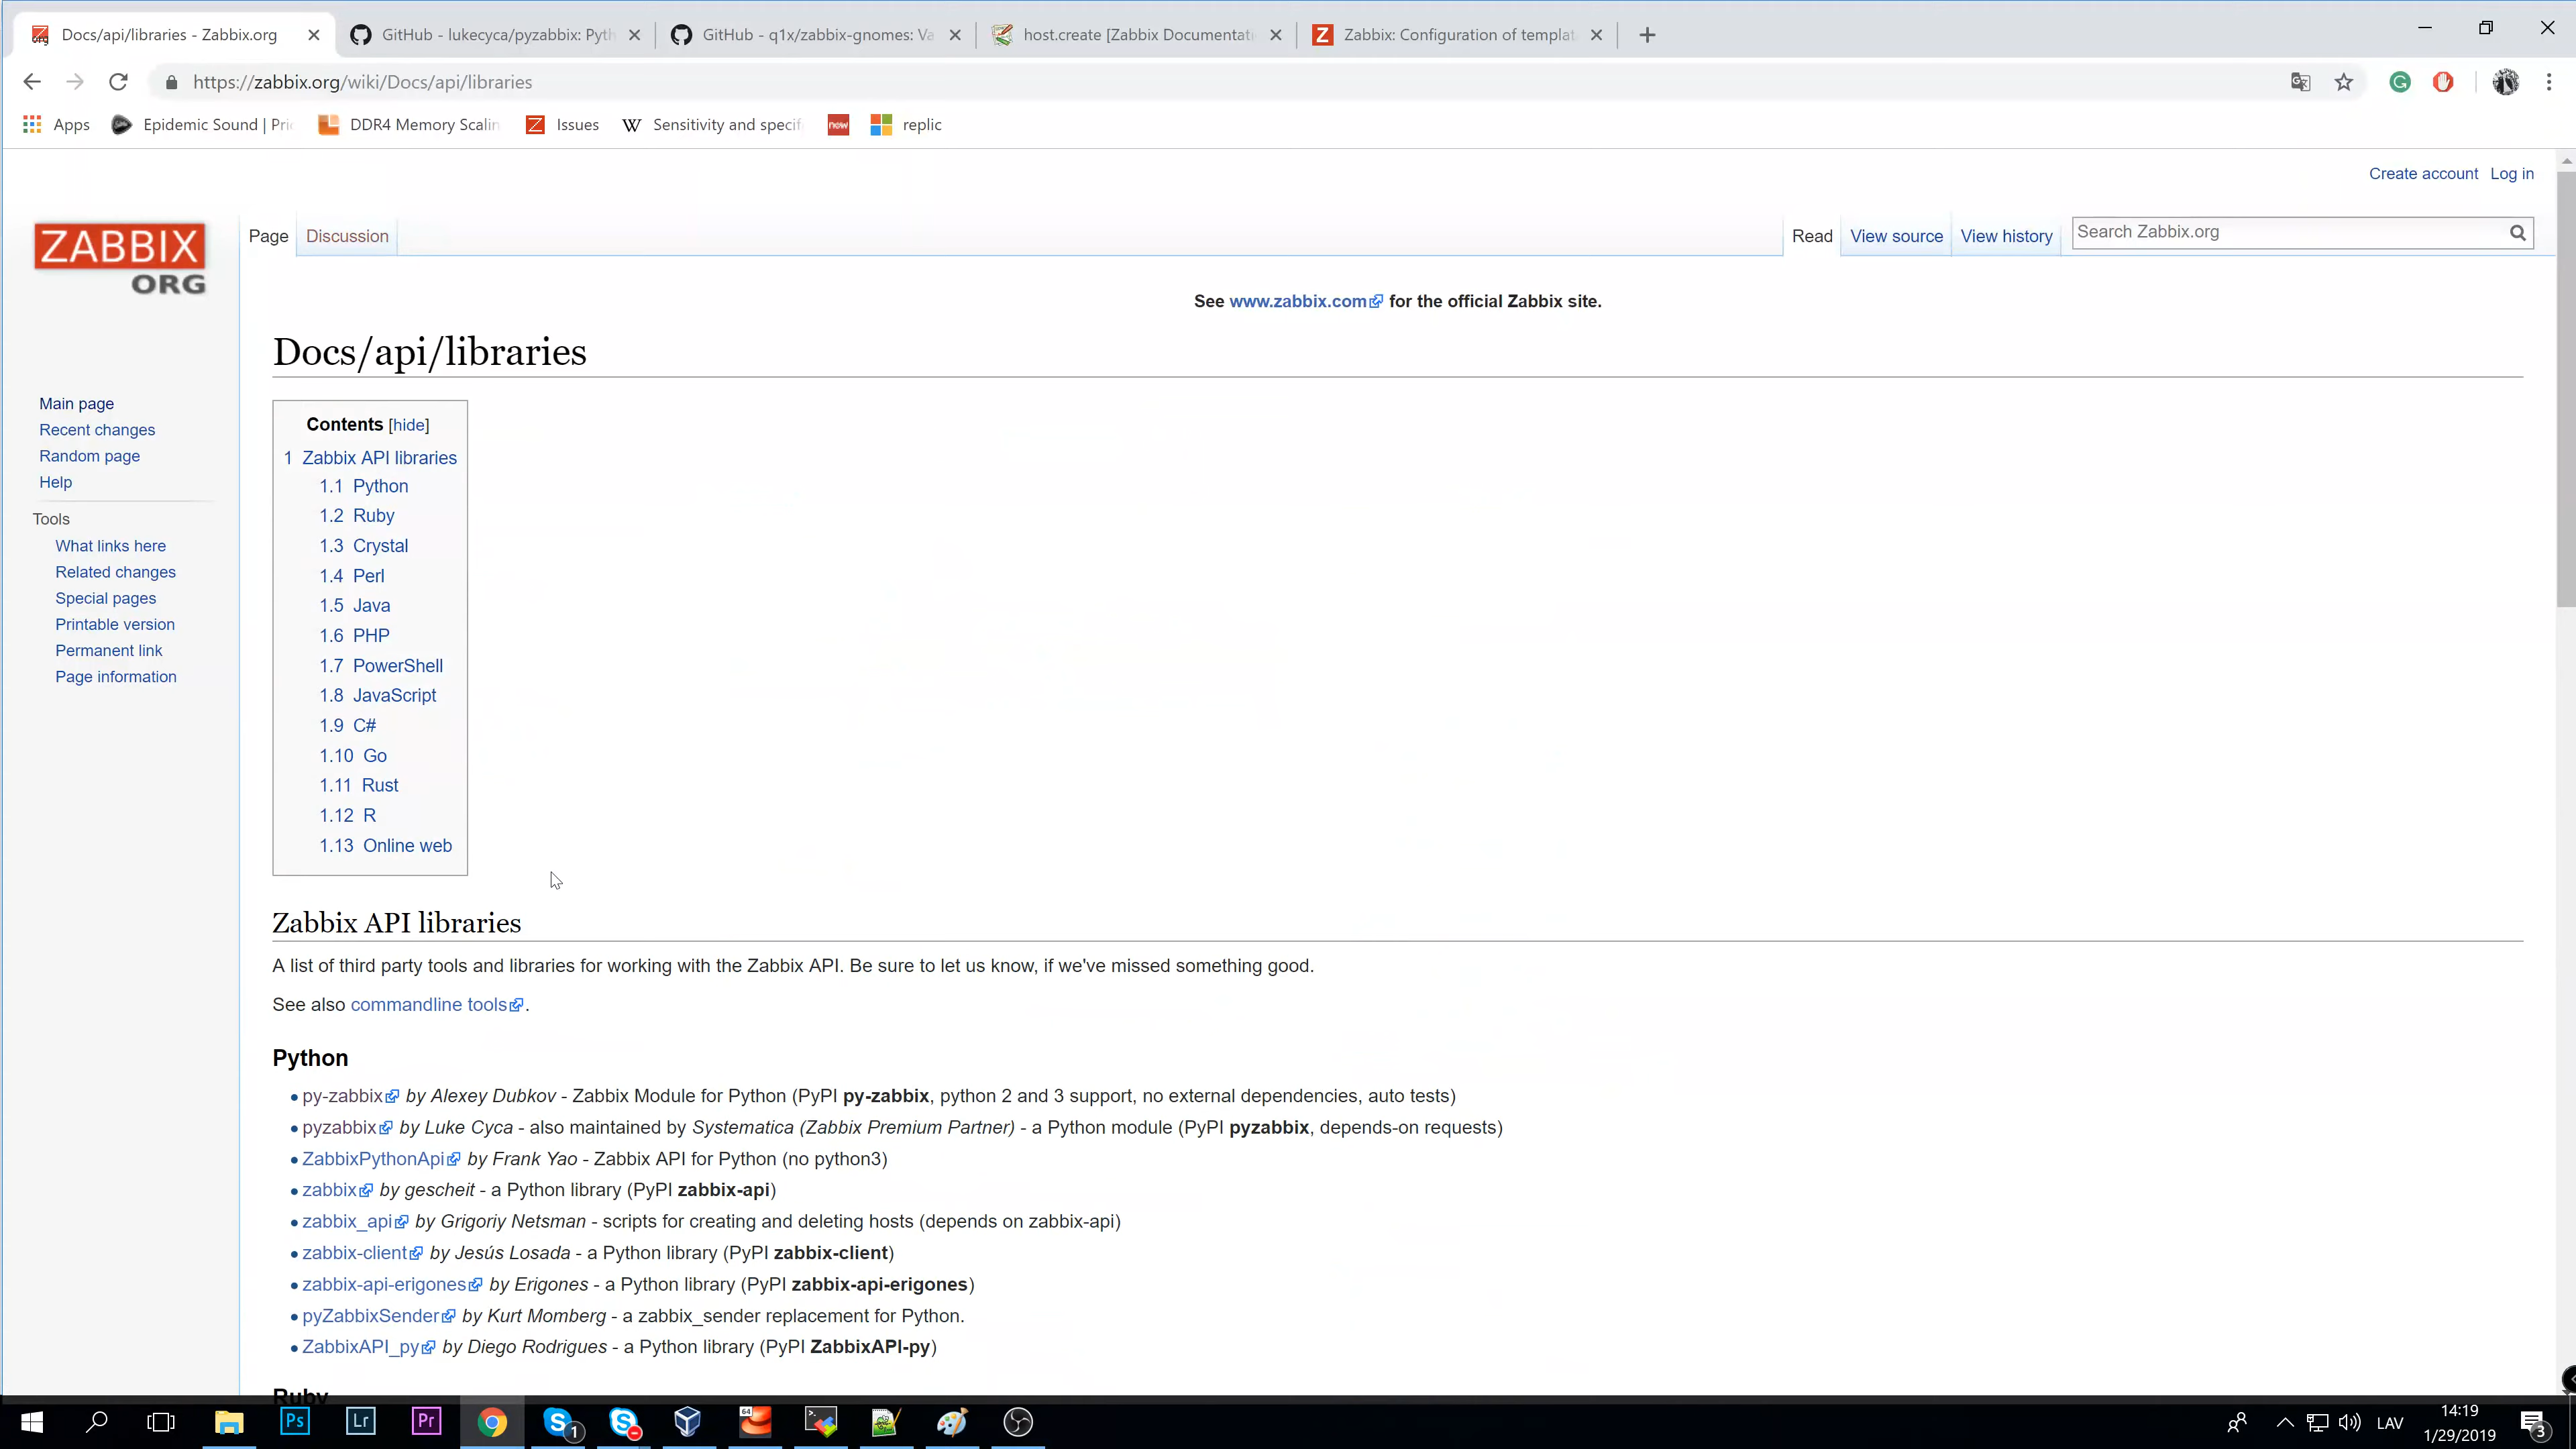 Docs/api/libraries - Zabbix.org
GitHub - lukecyca/pyzabbix: Pyth
GitHub - q1x/zabbix-gnomes: Va
host.create [Zabbix Documentati
Zabbix: Configuration of templat
https://zabbix.org/wiki/Docs/api/libraries
Apps
Epidemic Sound | Pric
DDR4 Memory Scalin
Issues
W Sensitivity and specif
now
replic
Create account Log in
ZABBIX
ORG
Page Discussion
Read View source View history Search Zabbix.org
See www.zabbix.com for the official Zabbix site.
Docs/api/libraries
Main page
Recent changes
Random page
Help
Tools
What links here
Related changes
Special pages
Printable version
Permanent link
Page information
Contents [hide]
1 Zabbix API libraries
1.1 Python
1.2 Ruby
1.3 Crystal
1.4 Perl
1.5 Java
1.6 PHP
1.7 PowerShell
1.8 JavaScript
1.9 C#
1.10 Go
1.11 Rust
1.12 R
1.13 Online web
Zabbix API libraries
A list of third party tools and libraries for working with the Zabbix API. Be sure to let us know, if we've missed something good.
See also commandline tools.
Python
• py-zabbix by Alexey Dubkov - Zabbix Module for Python (PyPI py-zabbix, python 2 and 3 support, no external dependencies, auto tests)
• pyzabbix by Luke Cyca - also maintained by Systematica (Zabbix Premium Partner) - a Python module (PyPI pyzabbix, depends-on requests)
• ZabbixPythonApi by Frank Yao - Zabbix API for Python (no python3)
• zabbix by gescheit - a Python library (PyPI zabbix-api)
• zabbix_api by Grigoriy Netsman - scripts for creating and deleting hosts (depends on zabbix-api)
• zabbix-client by Jesús Losada - a Python library (PyPI zabbix-client)
• zabbix-api-erigones by Erigones - a Python library (PyPI zabbix-api-erigones)
• pyZabbixSender by Kurt Momberg - a zabbix_sender replacement for Python.
• ZabbixAPI_py by Diego Rodrigues - a Python library (PyPI ZabbixAPI-py)
Ruby
Ps
Lr
Pr
1
64
LAV
14:19
1/29/2019
3